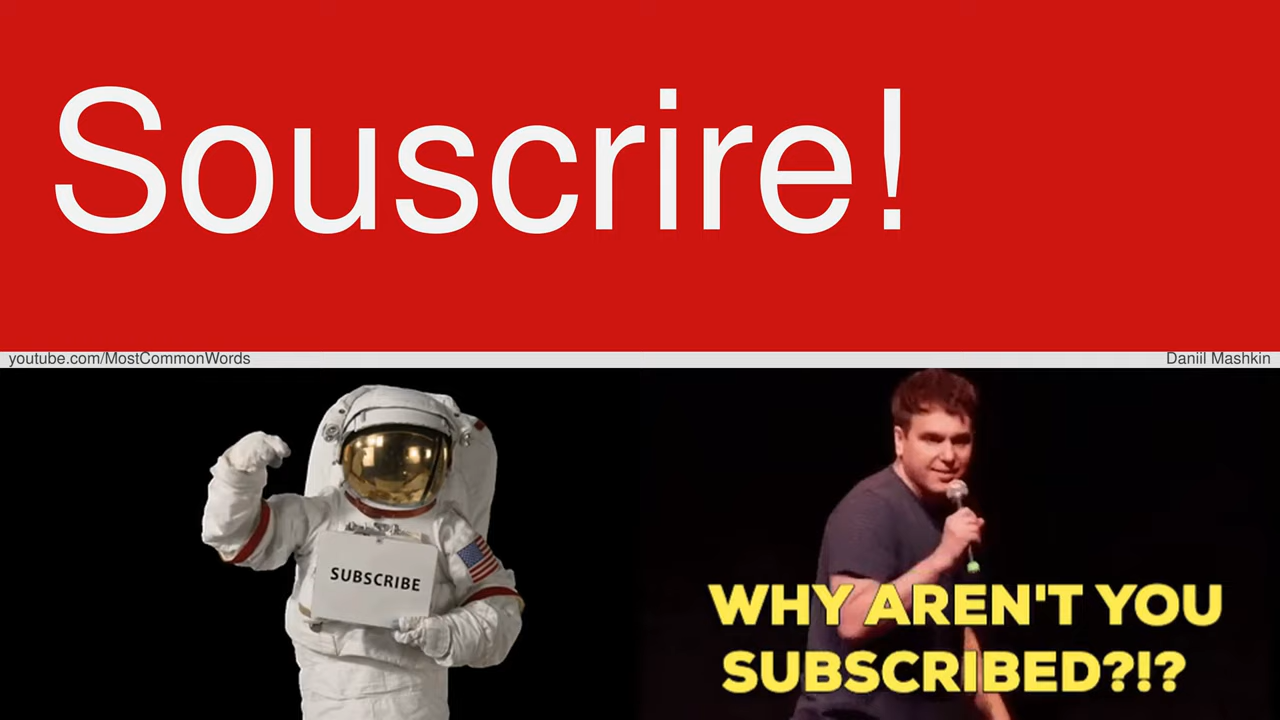 Souscrire!
youtube.com/MostCommonWords
Daniil Mashkin
SUBSCRIBE
WHY AREN'T YOU
SUBSCRIBED?!?